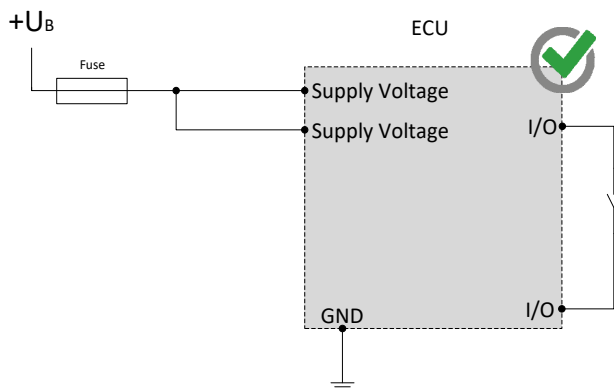 +UB
ECU
Fuse
Supply Voltage
Supply Voltage
I/O
I/O
GND